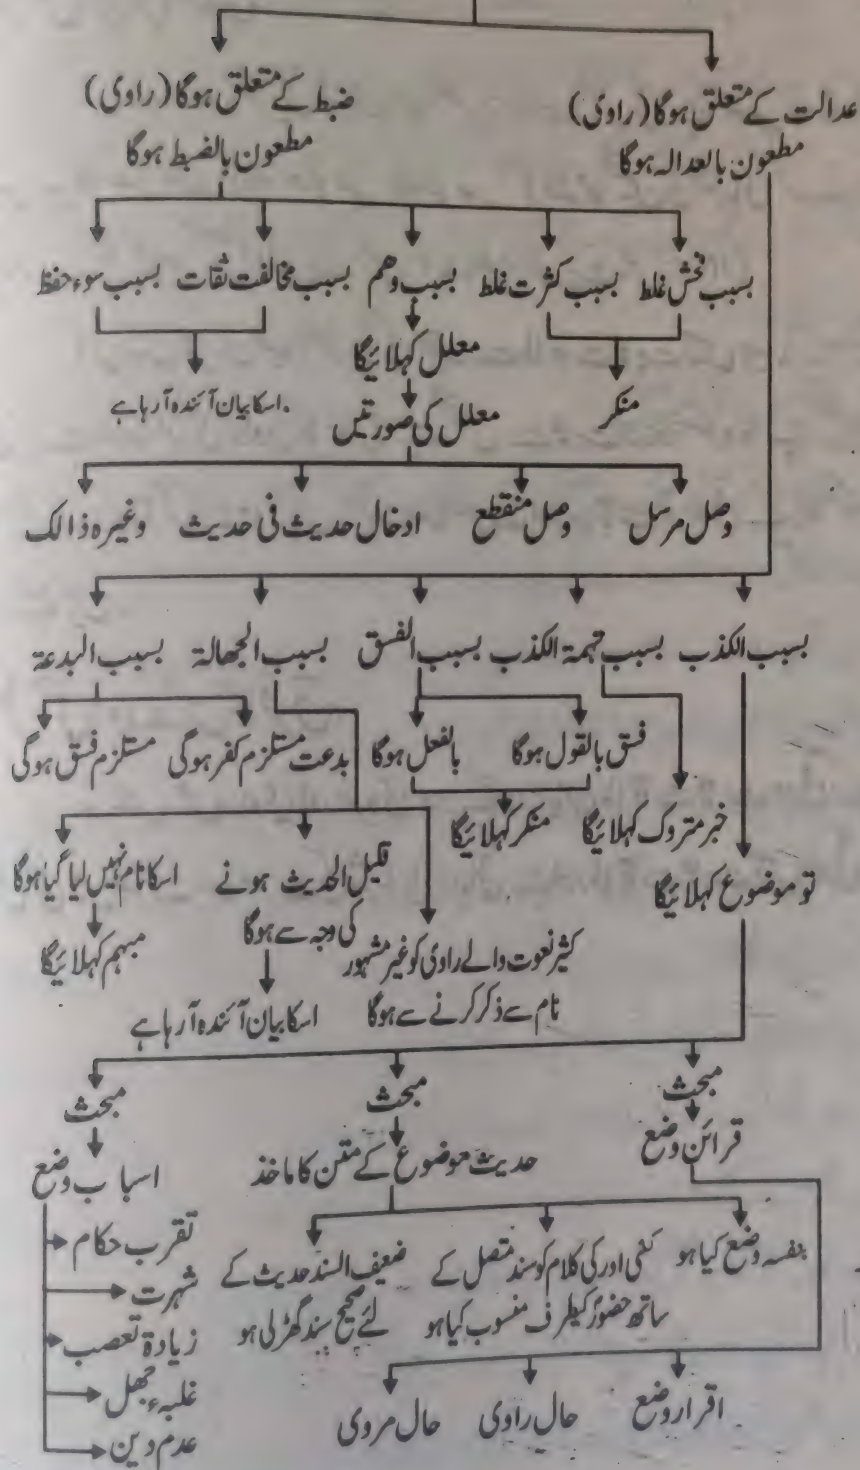 عدالت کے متعلق ہوگا (راوی)
مطعون بالعدالہ ہوگا
ضبط کے متعلق ہوگا (راوی)
مطعون بالضبط ہوگا
بسبب فحش غلط
بسبب کثرت غلط
بسبب وھم
بسبب مخالفت ثقات
بسبب سوء حفظ
منکر
معلل کہلائیگا
اسکا بیان آئندہ آرہا ہے
معلل کی صورتیں
وصل مرسل
وصل منقطع
ادخال حدیث فی حدیث
وغیرہ ذالک
بسبب الکذب
بسبب تہمۃ الکذب
بسبب الفسق
بسبب الجھالۃ
بسبب البدعۃ
فسق بالقول ہوگا
بالفعل ہوگا
بدعت مستلزم کفر ہوگی
مستلزم فسق ہوگی
خبر متروک کہلائیگا
منکر کہلائیگا
تو موضوع کہلائیگا
قلیل الحدیث ہونے
کی وجہ سے ہوگا
اسکا نام نہیں لیا گیا ہوگا
مبہم کہلائیگا
کثیر نعوت والے راوی کو غیر مشہور
نام سے ذکر کرنے سے ہوگا
اسکا بیان آئندہ آرہا ہے
مبحث
مبحث
مبحث
قرائن وضع
حدیث موضوع کے متن کا ماخذ
اسباب وضع
بنفسہ وضع کیا ہو
کسی اور کی کلام کو سند متصل کے
ساتھ حضورؐ کیطرف منسوب کیا ہو
ضعیف السند حدیث کے
لئے صحیح سند گھڑ لی ہو
تقرب حکام
شہرت
زیادۃ تعصب
غلبہء جھل
عدم دین
اقرار وضع
حال راوی
حال مروی